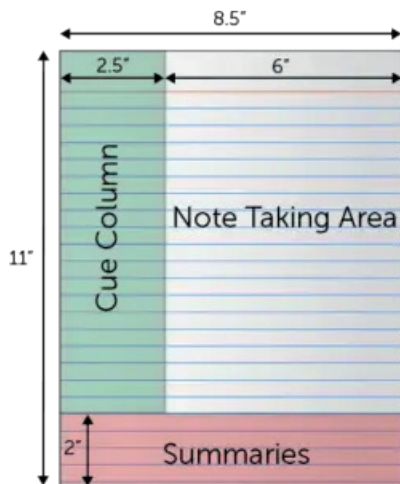 8.5"
2.5"
6"
Cue Column
Note Taking Area
11"
2"
Summaries